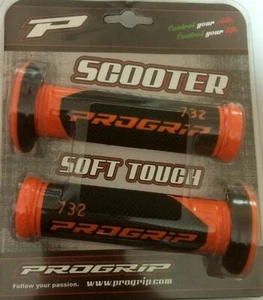 Control your ride,
Control your life.
SCOOTER
732
PROGRIP
SOFT TOUCH
732
PROGRIP
PROGRIP
Follow your passion. www.progrip.com